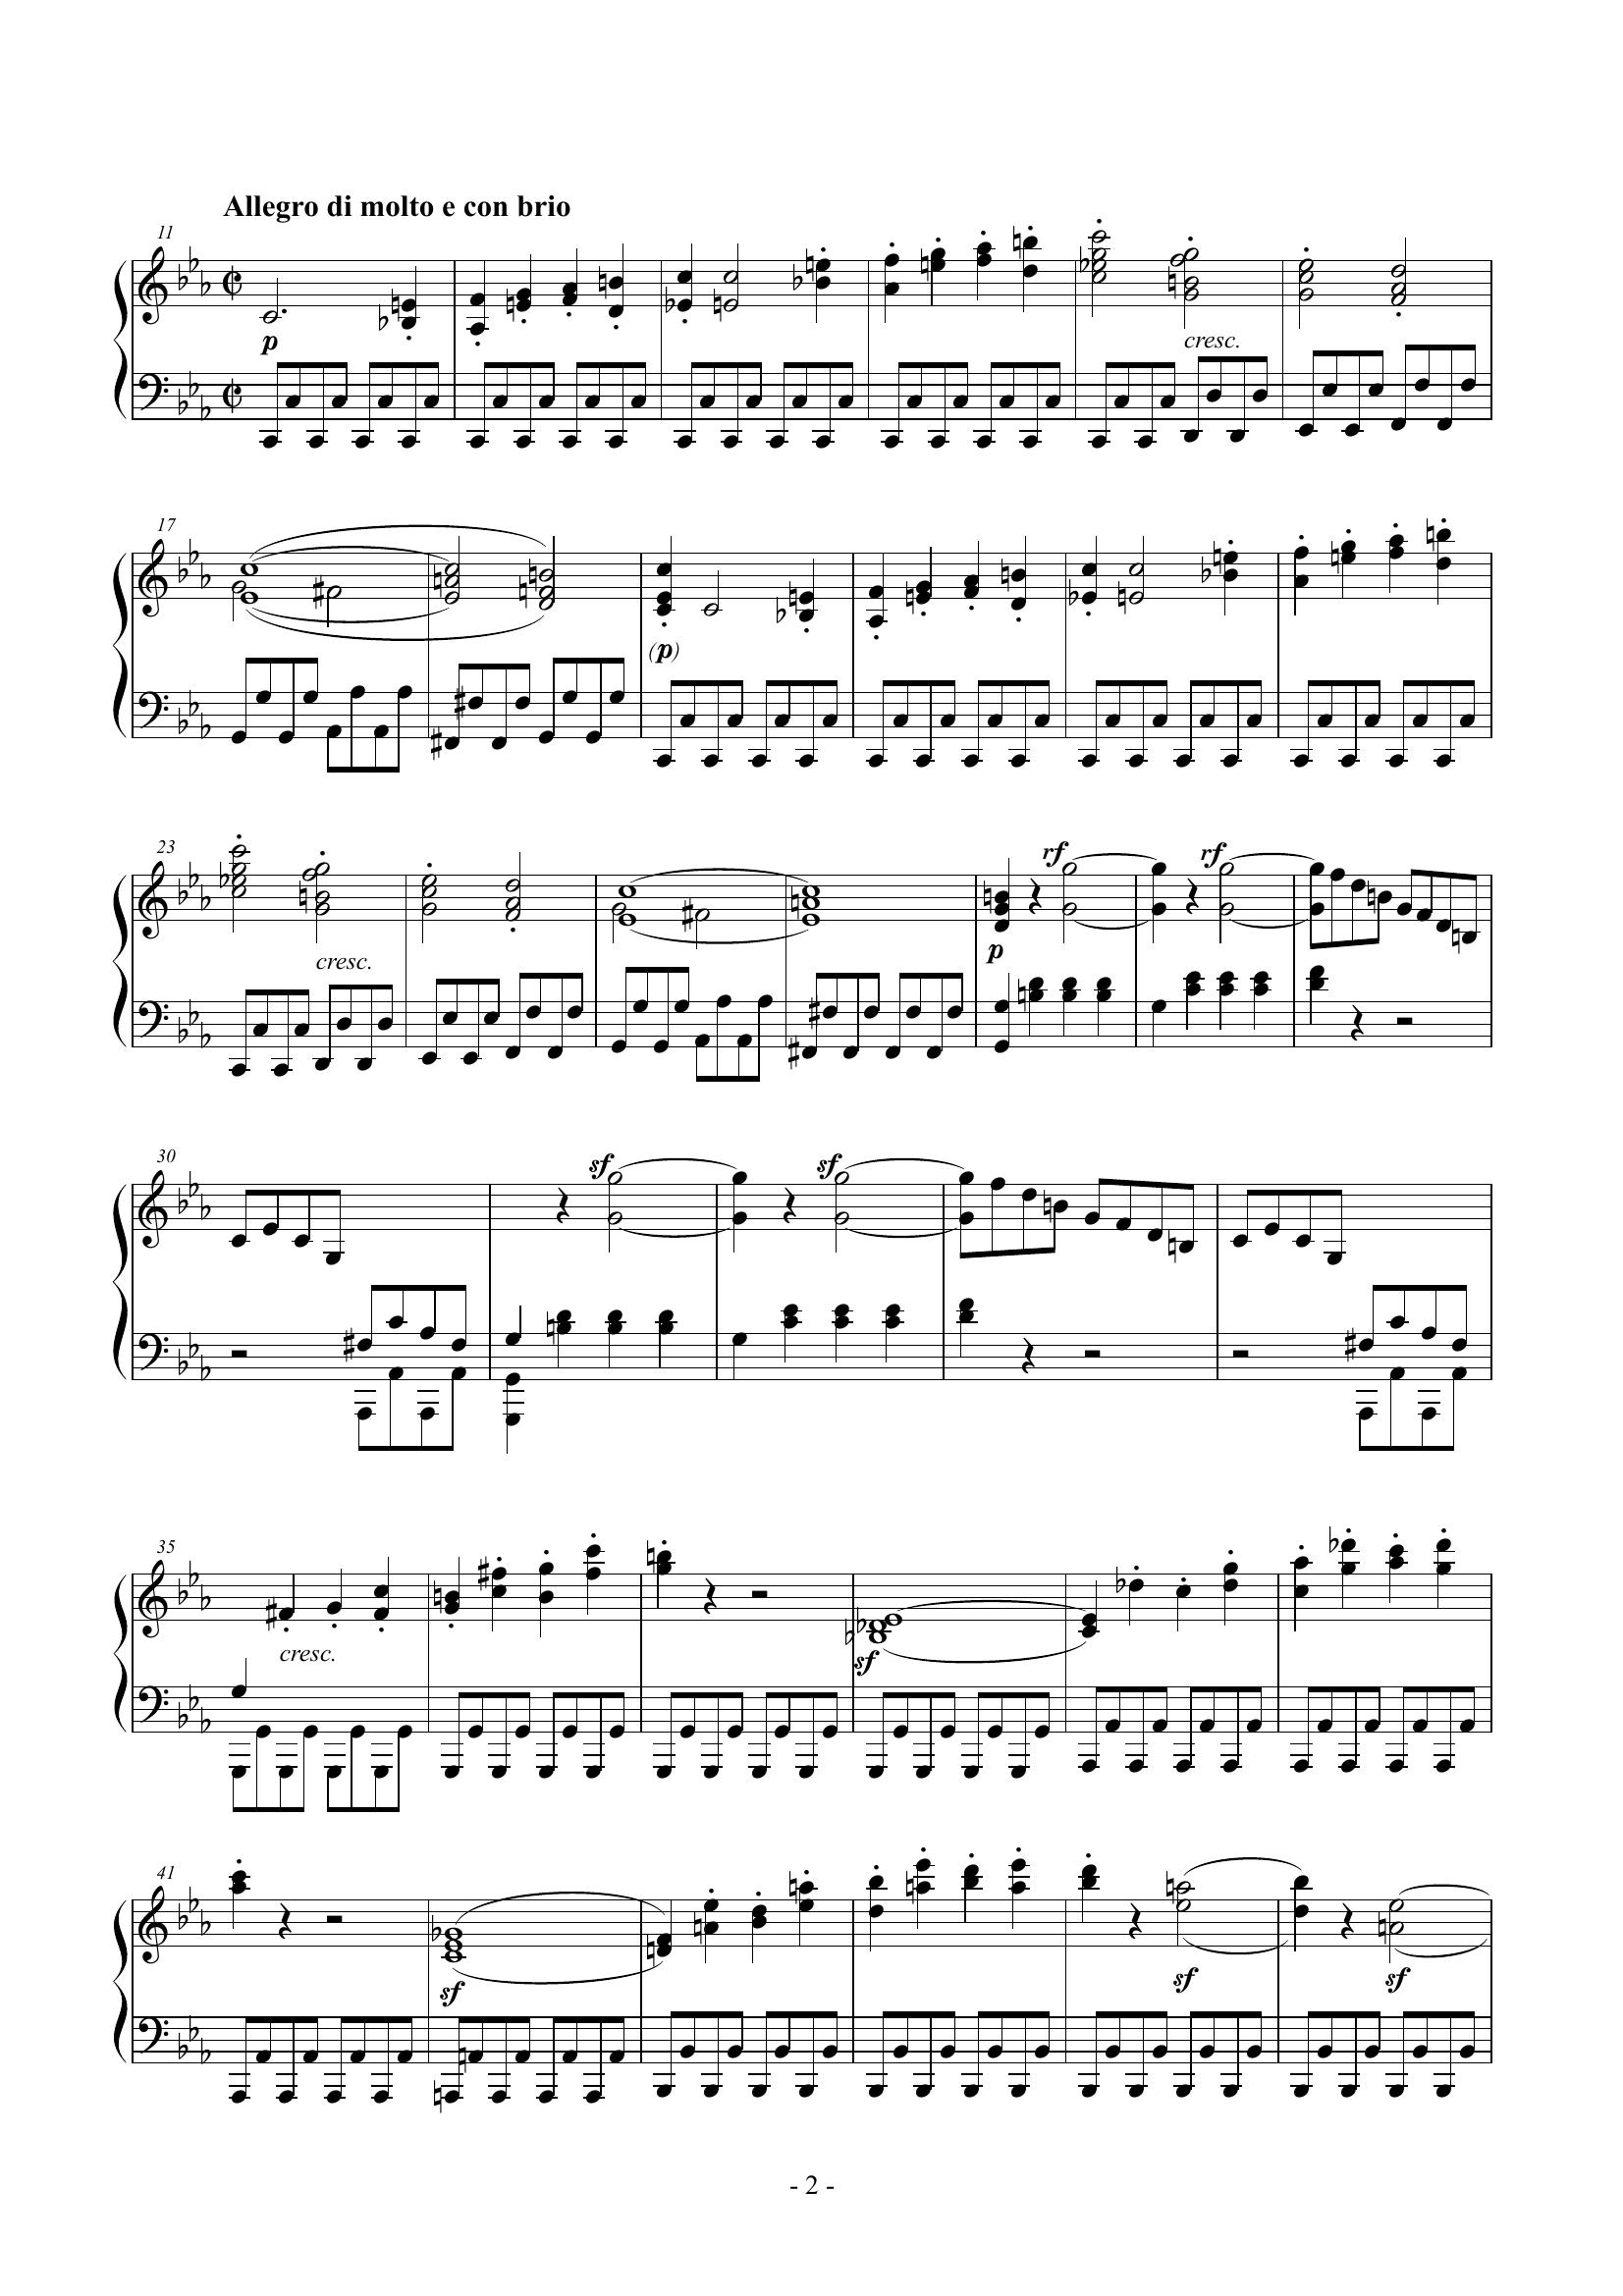 Allegro di molto e con brio
11
p
cresc.
17
(p)
23
rf
rf
cresc.
p
30
sf
sf
35
cresc.
sf
41
sf
sf
sf
- 2 -